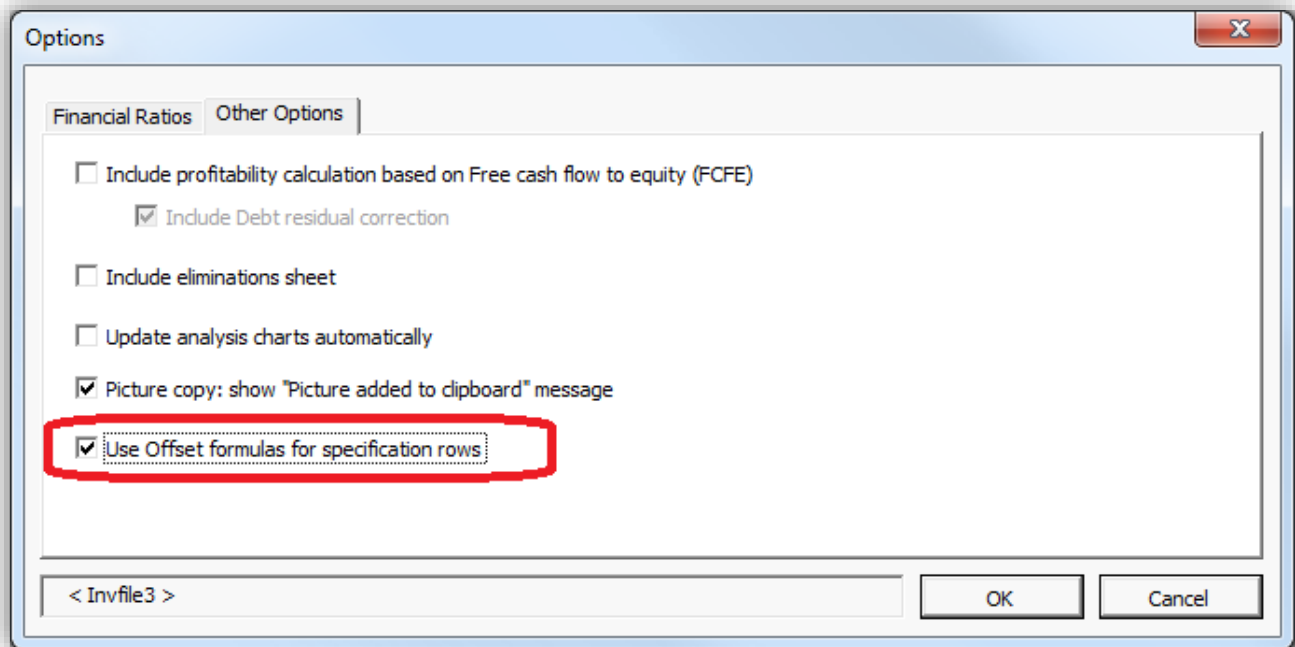 Options
Financial Ratios
Other Options
Include profitability calculation based on Free cash flow to equity (FCFE)
Include Debt residual correction
Include eliminations sheet
Update analysis charts automatically
Picture copy: show "Picture added to clipboard" message
Use Offset formulas for specification rows
< Invfile3 >
OK
Cancel